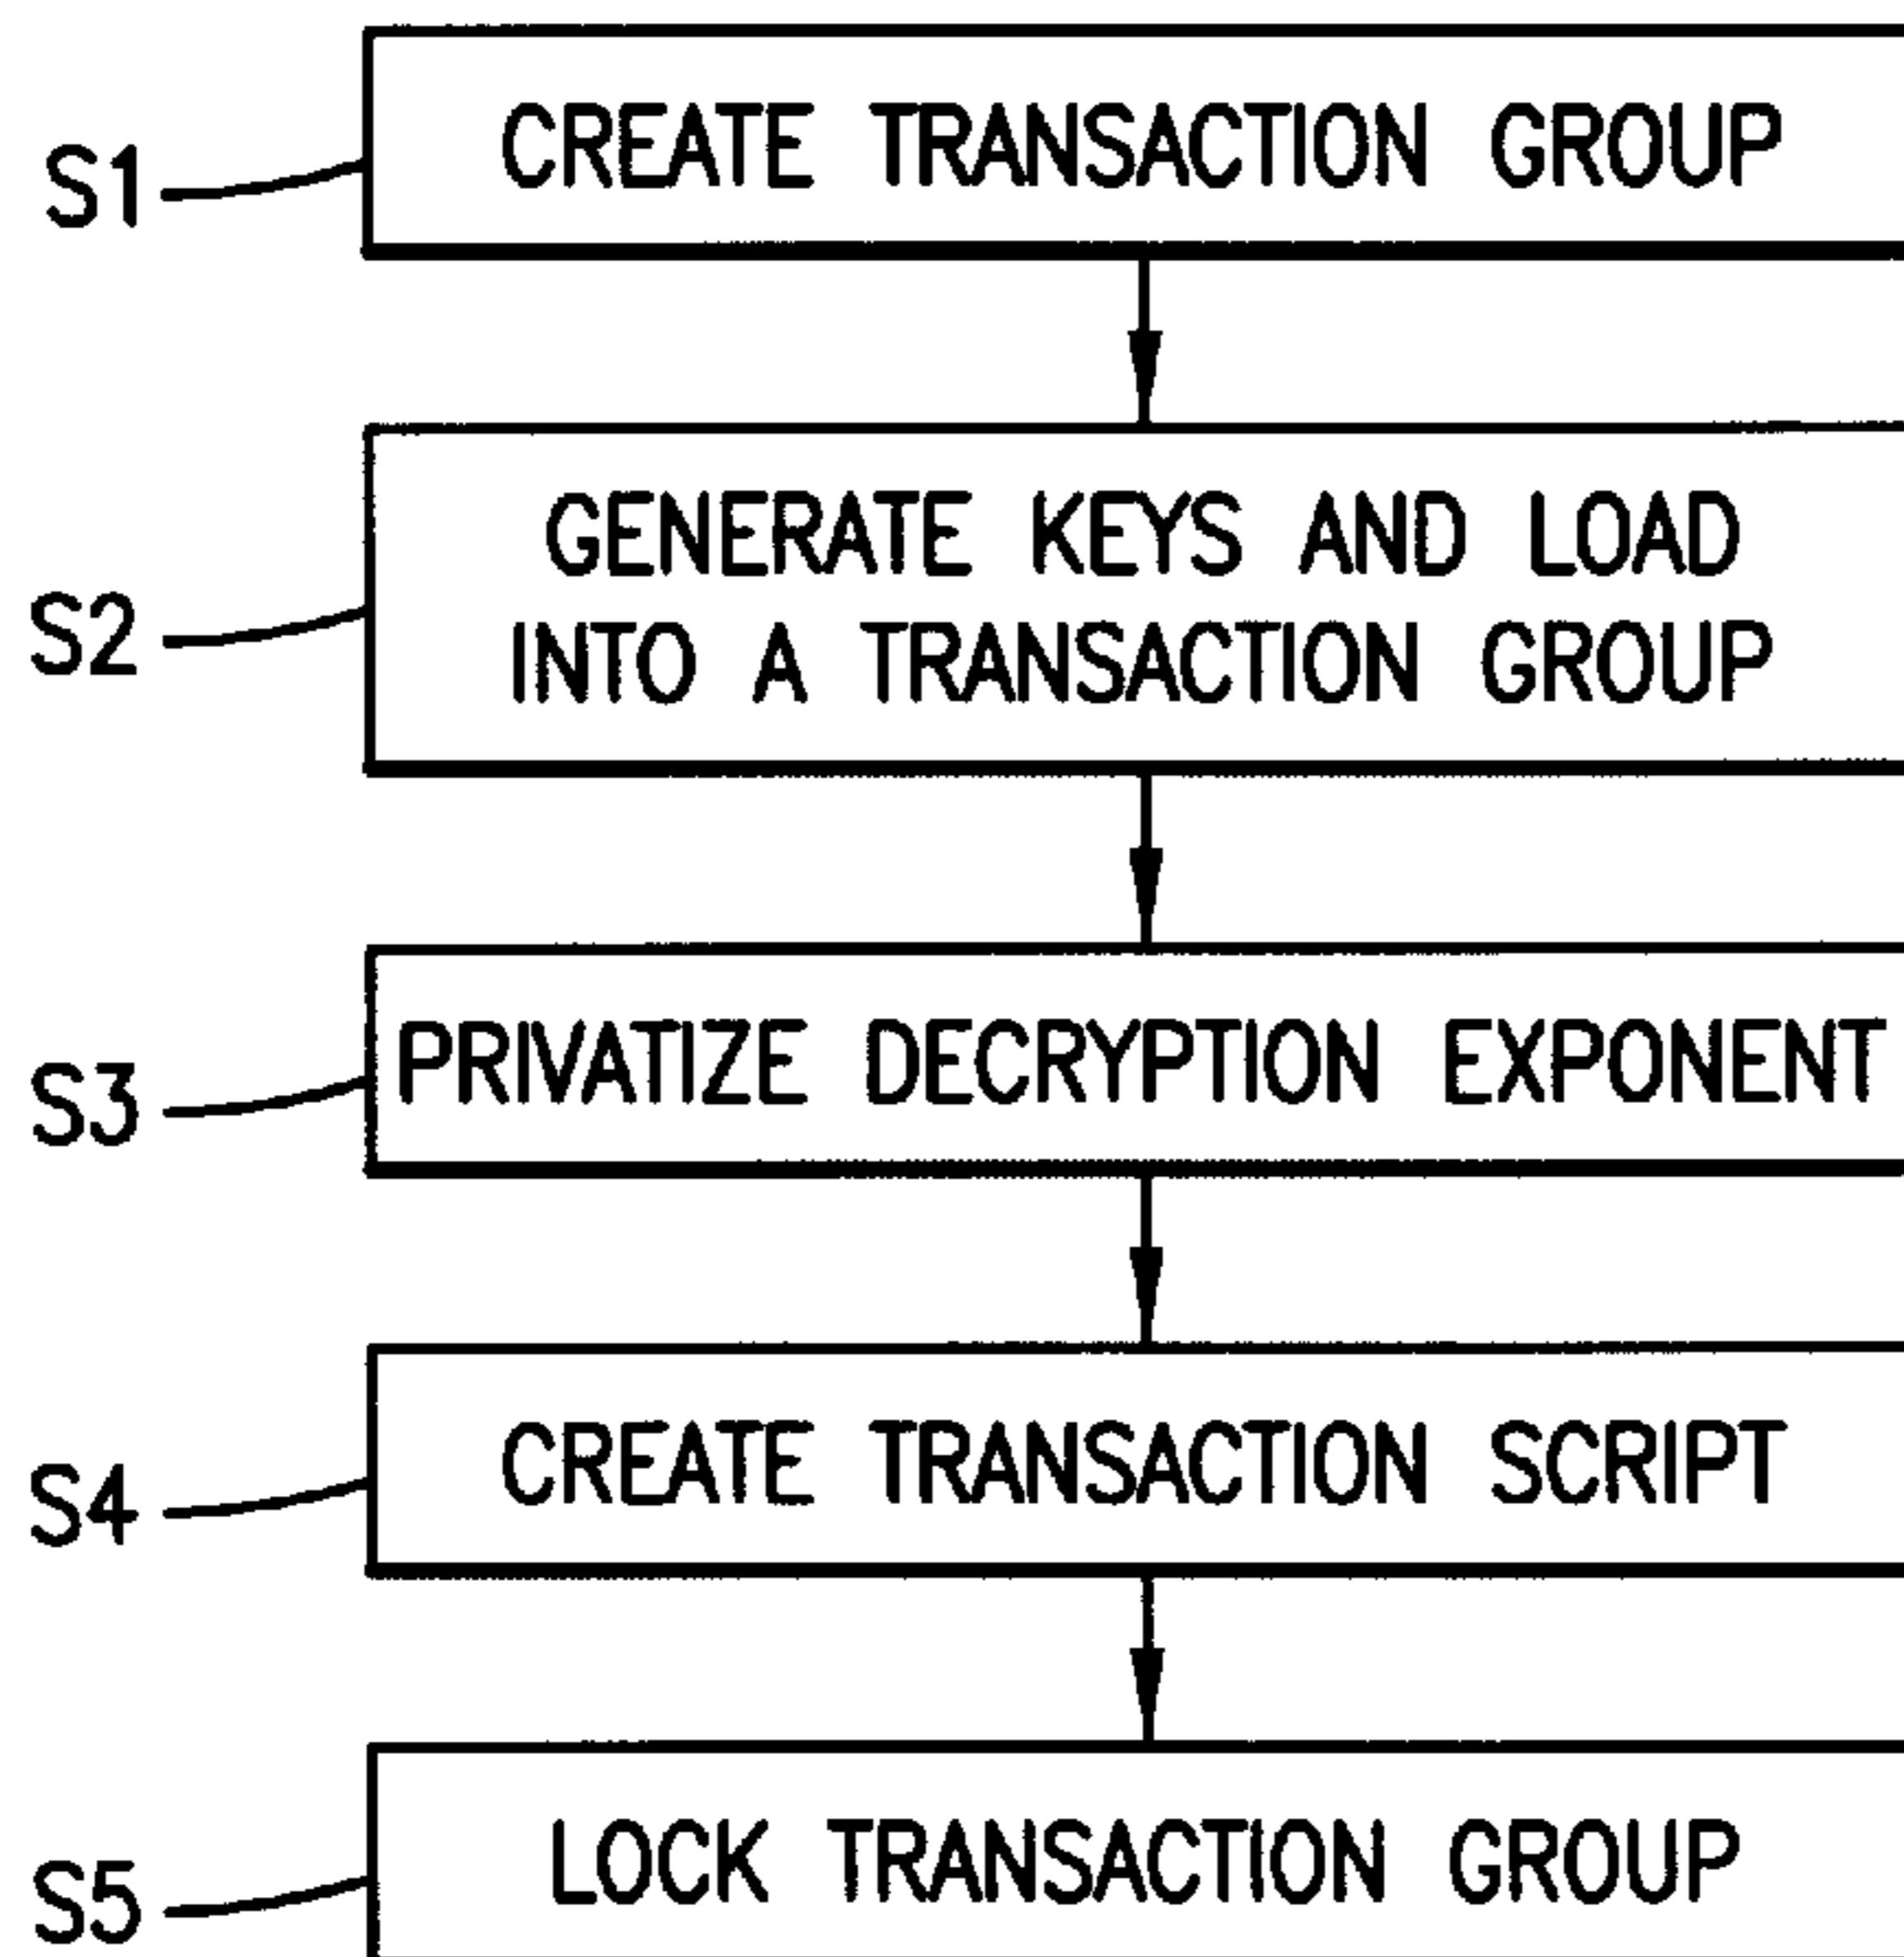 S1
CREATE TRANSACTION GROUP
S2
GENERATE KEYS AND LOAD
INTO A TRANSACTION GROUP
S3
PRIVATIZE DECRYPTION EXPONENT
S4
CREATE TRANSACTION SCRIPT
S5
LOCK TRANSACTION GROUP